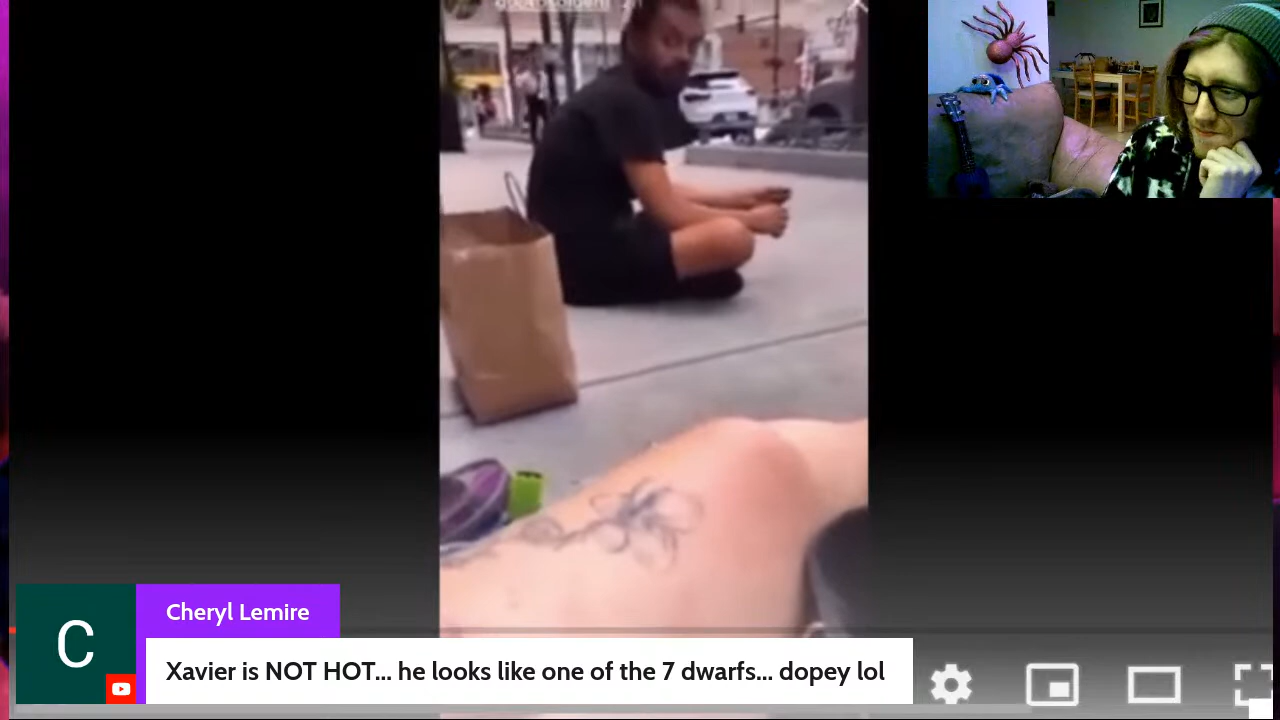 C
Cheryl Lemire
Xavier is NOT HOT... he looks like one of the 7 dwarfs... dopey lol